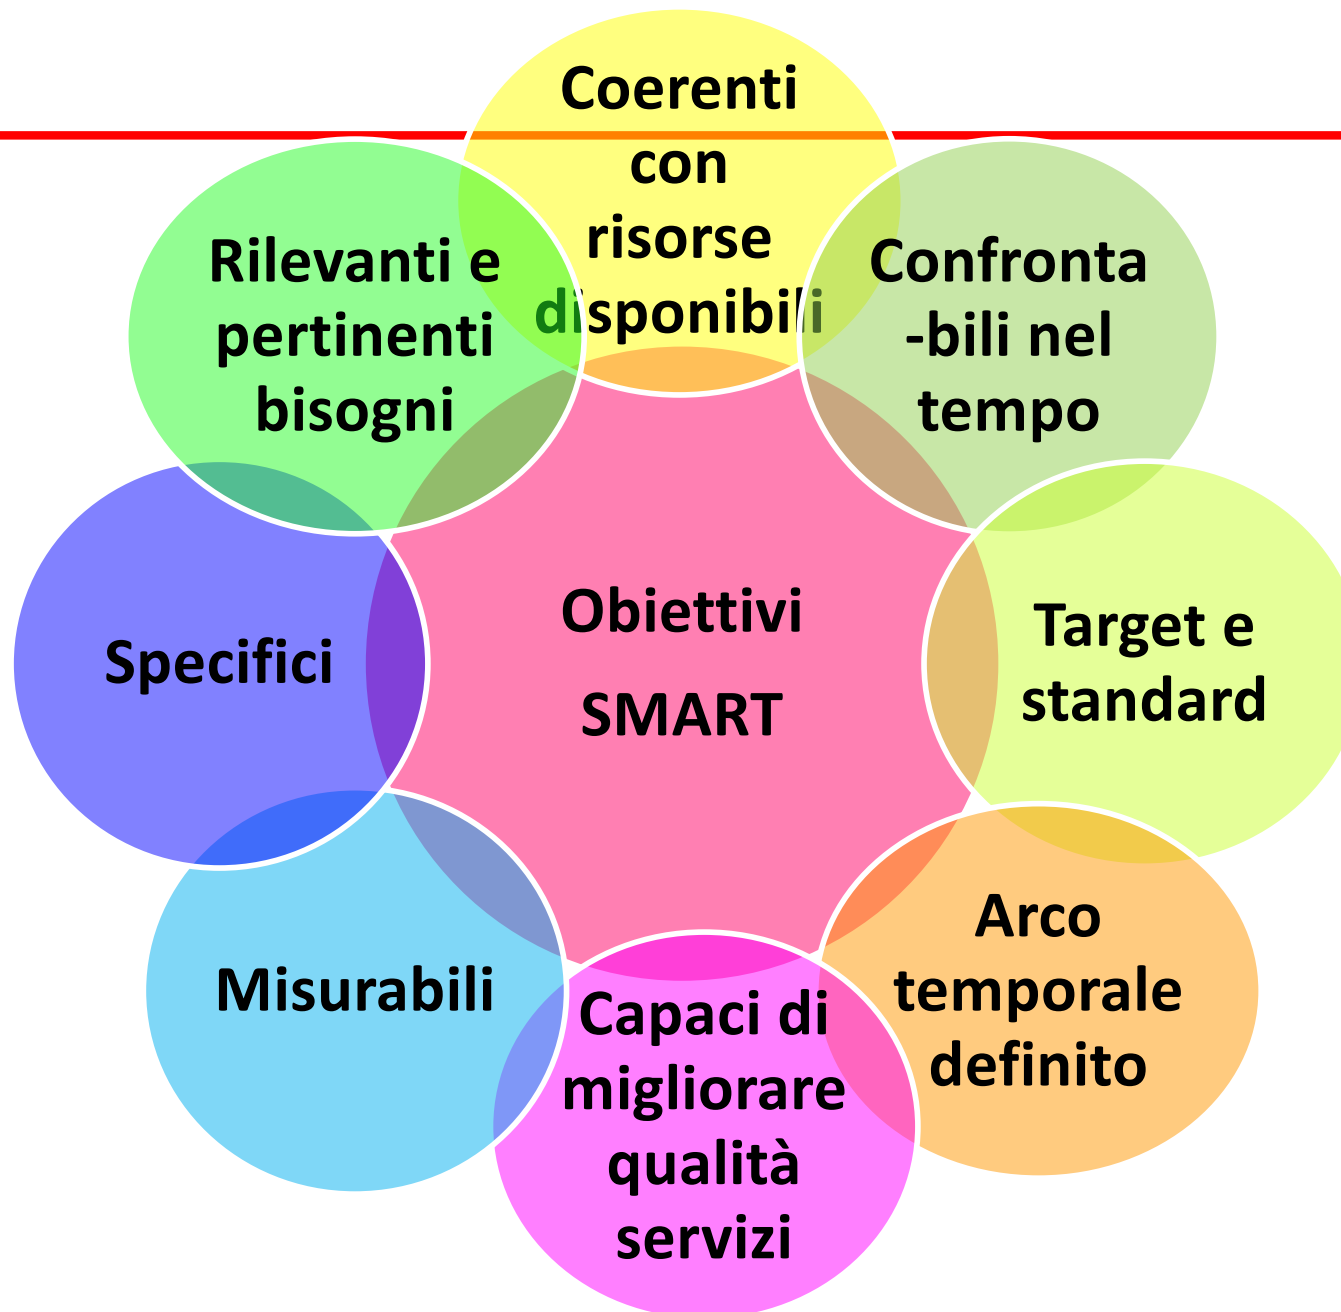 Coerenti
con
risorse
disponibili
Rilevanti e
pertinenti
bisogni
Confronta
-bili nel
tempo
Specifici
Obiettivi
SMART
Target e
standard
Misurabili
Capaci di
migliorare
qualità
servizi
Arco
temporale
definito